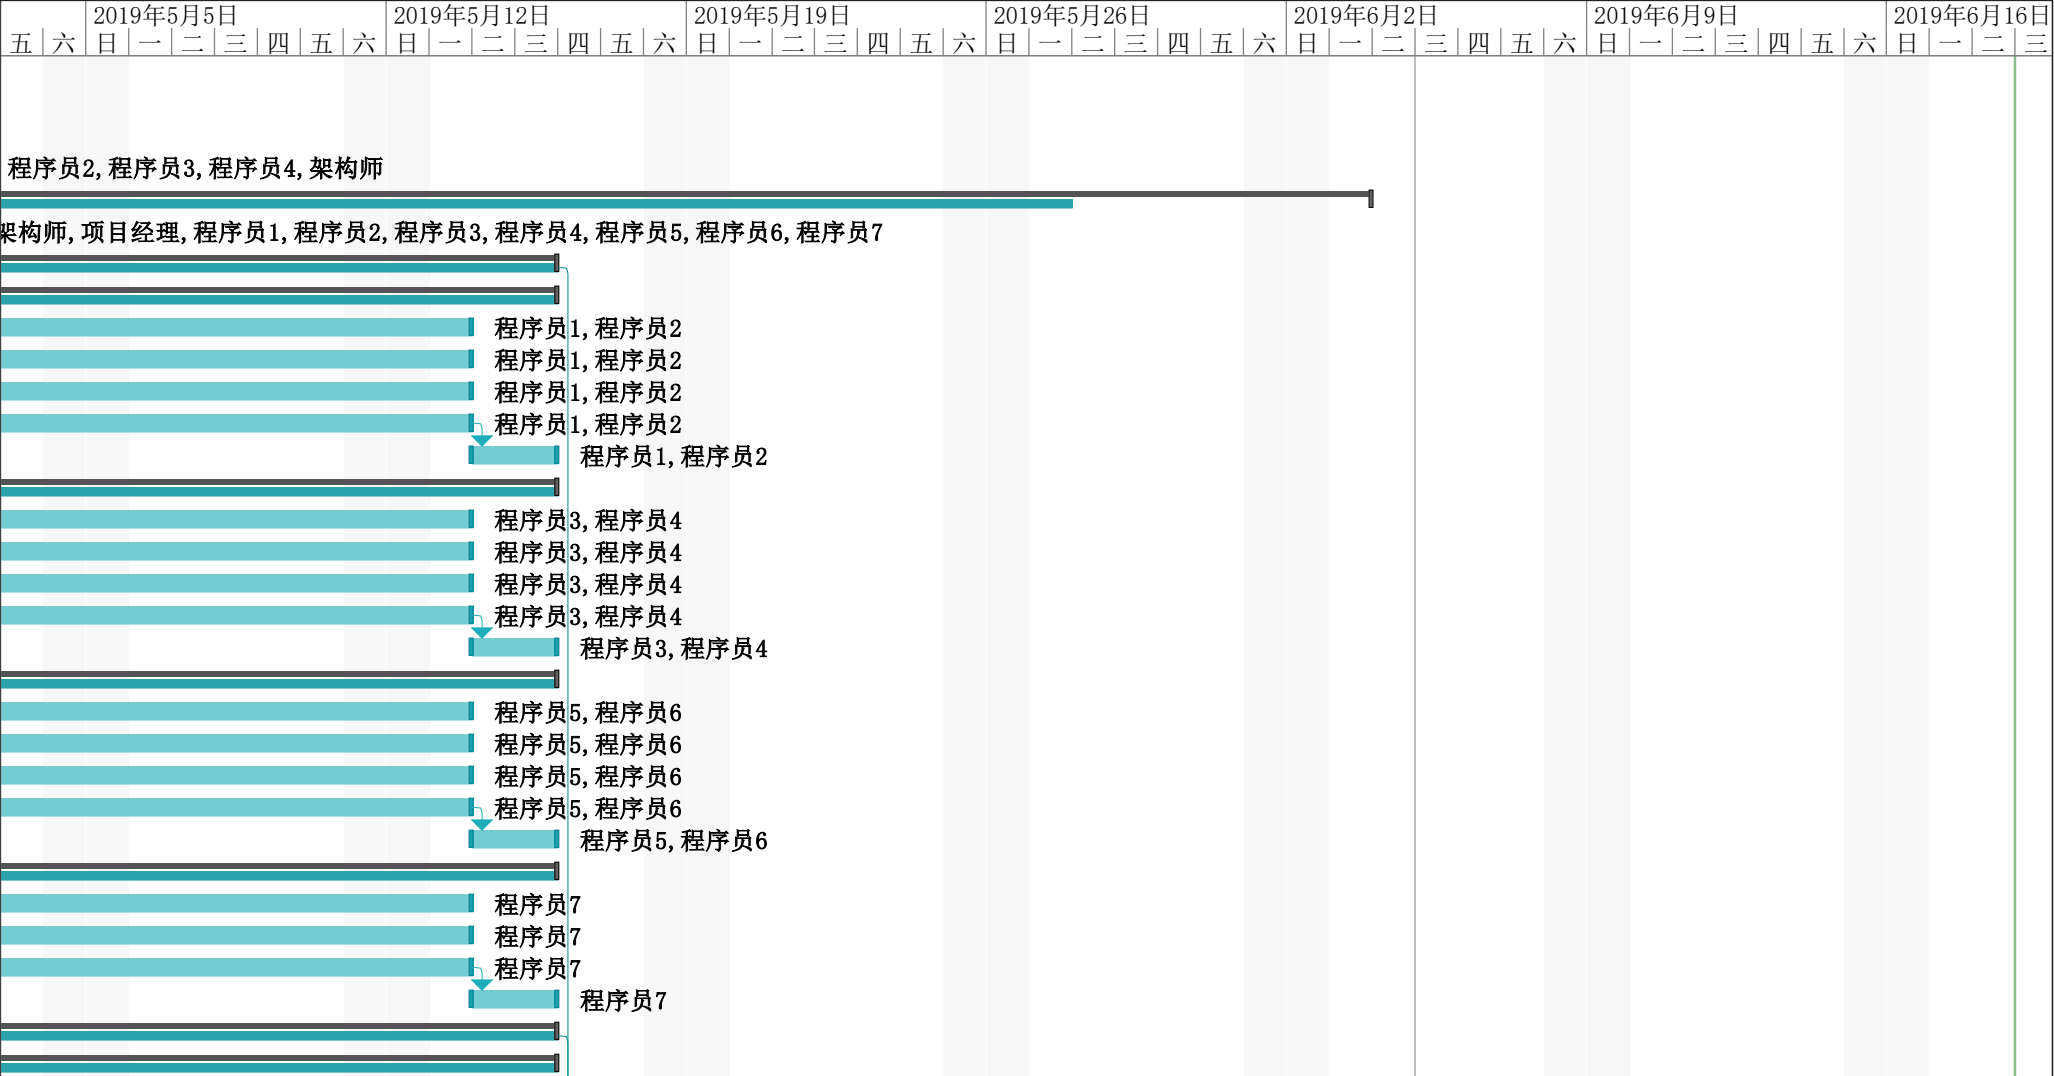 2019年5月5日 2019年5月12日 2019年5月19日 2019年5月26日 2019年6月2日 2019年6月9日 2019年6月16日
五 六 日 一 二 三 四 五 六 日 一 二 三 四 五 六 日 一 二 三 四 五 六 日 一 二 三 四 五 六 日 一 二 三 四 五 六 日 一 二 三 四 五 六 日 一 二 三
程序员2,程序员3,程序员4,架构师
架构师,项目经理,程序员1,程序员2,程序员3,程序员4,程序员5,程序员6,程序员7
程序员1,程序员2
程序员1,程序员2
程序员1,程序员2
程序员1,程序员2
程序员1,程序员2
程序员3,程序员4
程序员3,程序员4
程序员3,程序员4
程序员3,程序员4
程序员3,程序员4
程序员5,程序员6
程序员5,程序员6
程序员5,程序员6
程序员5,程序员6
程序员5,程序员6
程序员7
程序员7
程序员7
程序员7